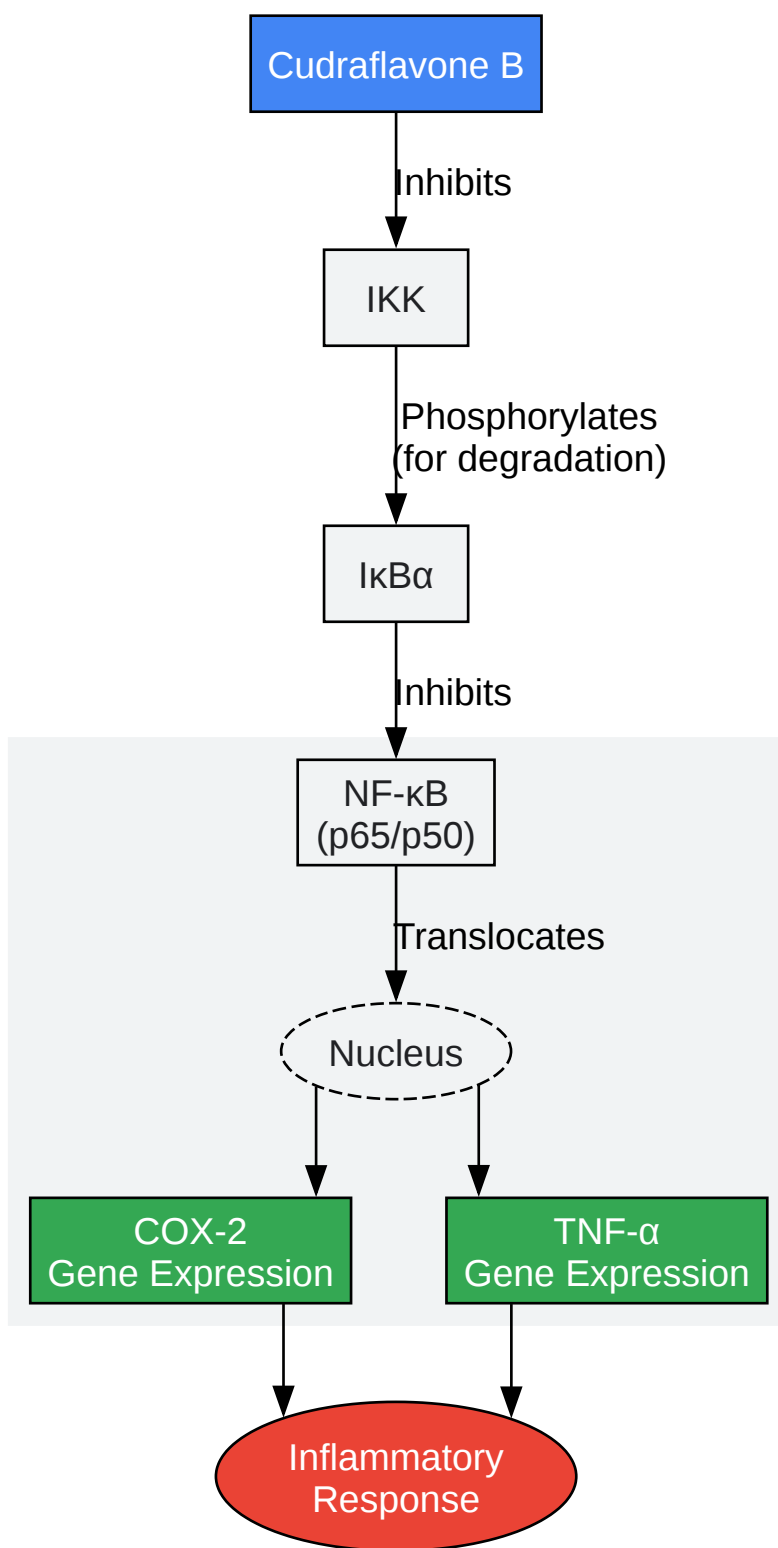 Cudraflavone B
Inhibits
IKK
Phosphorylates
(for degradation)
IκBα
Inhibits
NF-κB
(p65/p50)
Translocates
Nucleus
COX-2
Gene Expression
TNF-α
Gene Expression
Inflammatory
Response